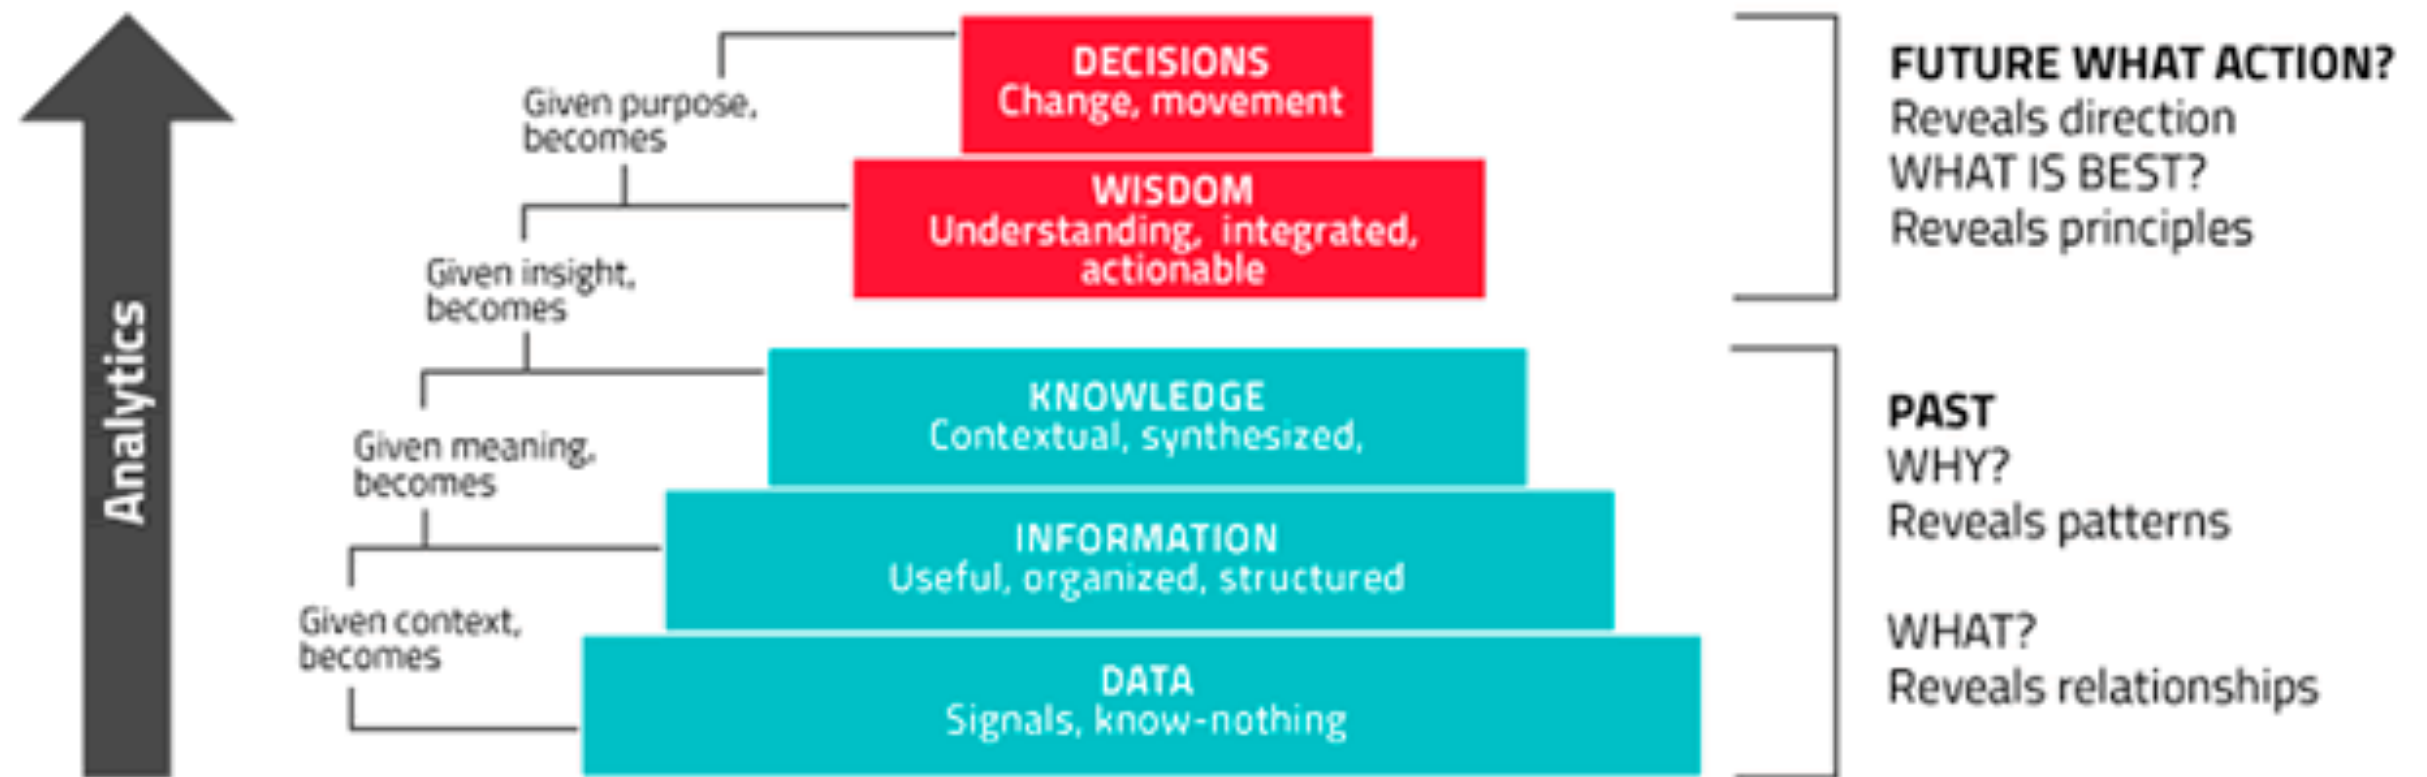 Analytics
Given purpose,
becomes
Given insight,
becomes
Given meaning,
becomes
Given context,
becomes
DECISIONS
Change, movement
WISDOM
Understanding, integrated,
actionable
KNOWLEDGE
Contextual, synthesized,
INFORMATION
Useful, organized, structured
DATA
Signals, know-nothing
FUTURE WHAT ACTION?
Reveals direction
WHAT IS BEST?
Reveals principles
PAST
WHY?
Reveals patterns
WHAT?
Reveals relationships